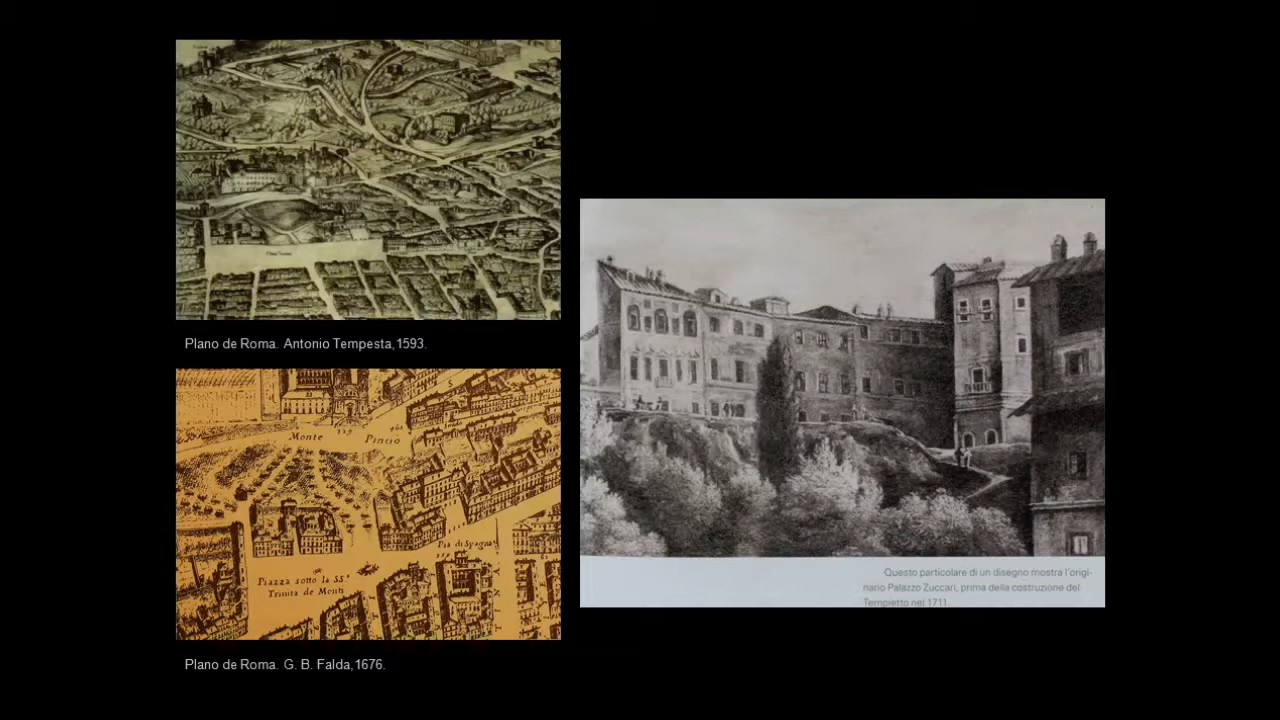 Plano de Roma. Antonio Tempesta,1593.
Monte
Pincio
Pia di Spagna
Piazza sotto la SS.ª
Trinita de Monti
Plano de Roma. G. B. Falda,1676.
Questo particolare di un disegno mostra l'origi-
nario Palazzo Zuccari, prima della costruzione del
Tempietto nel 1711.